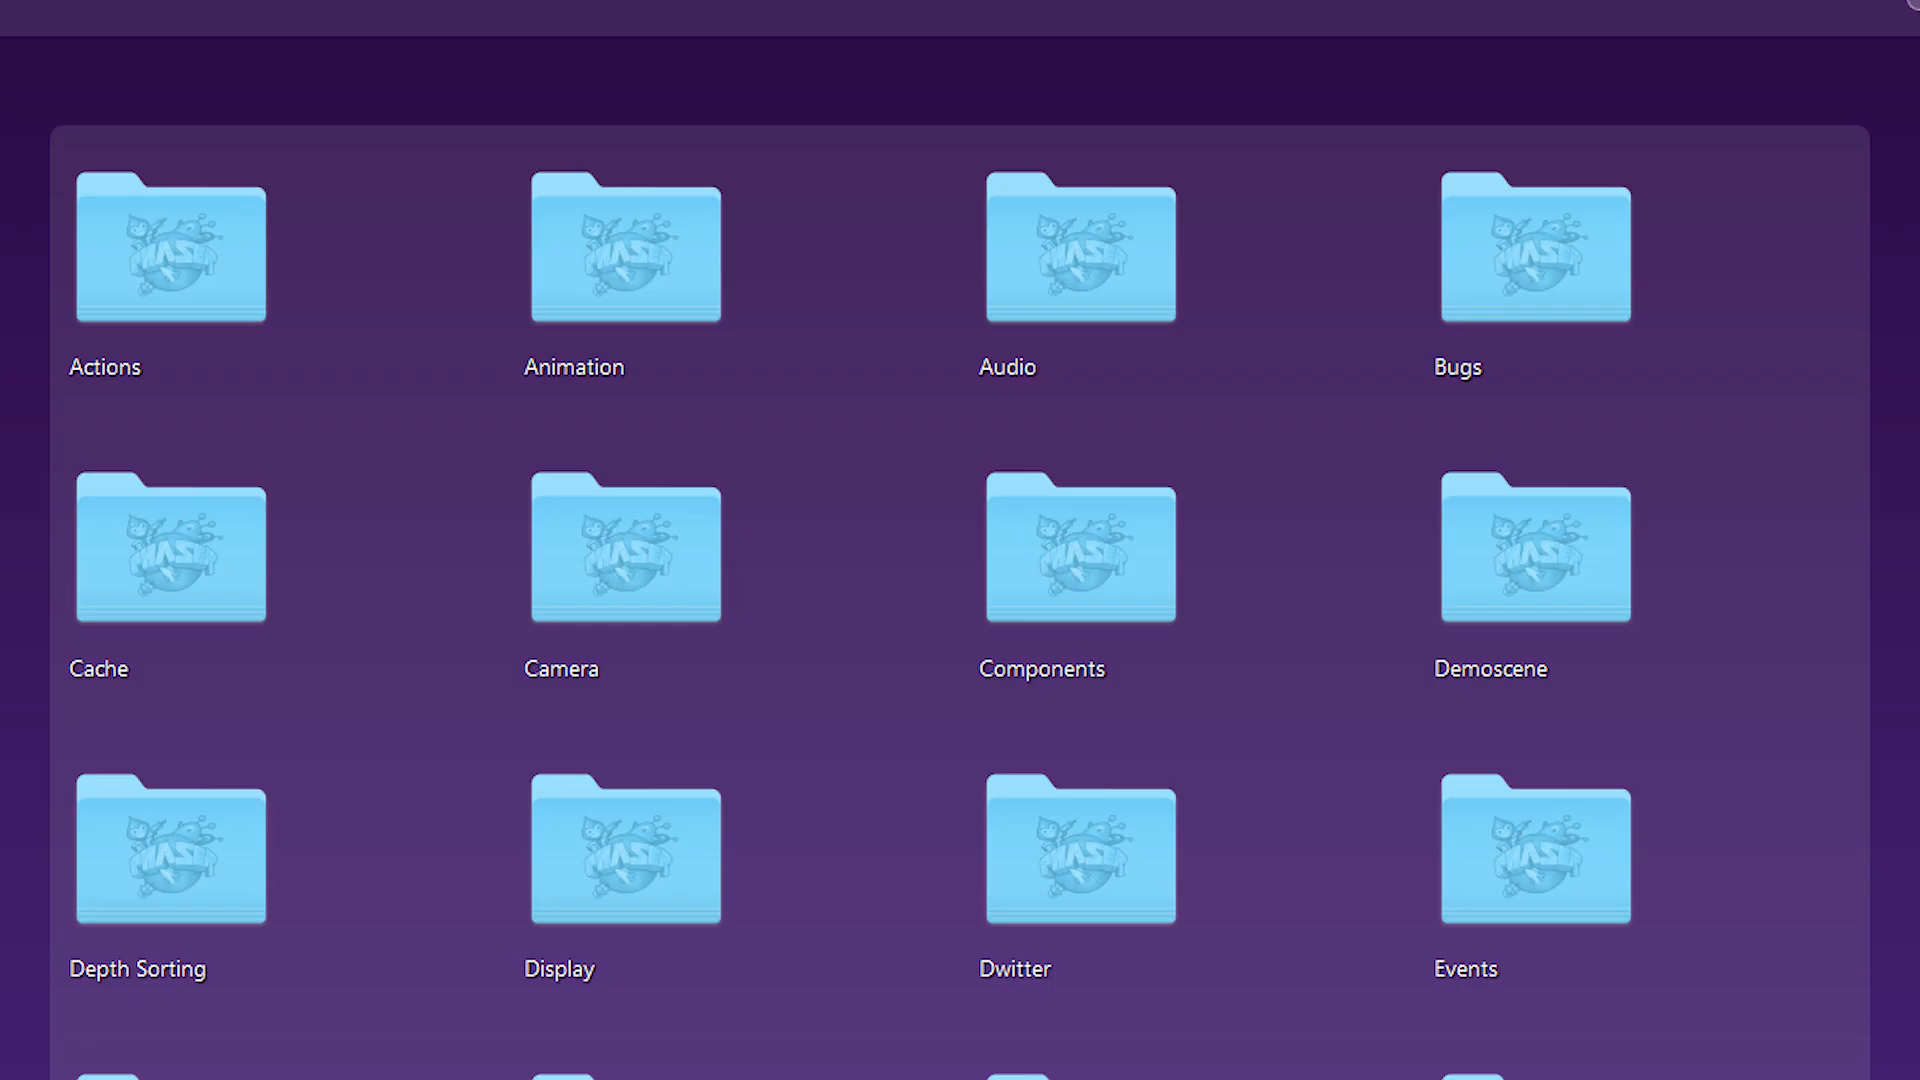 Actions
Animation
Audio
Bugs
Cache
Camera
Components
Demoscene
Depth Sorting
Display
Dwitter
Events